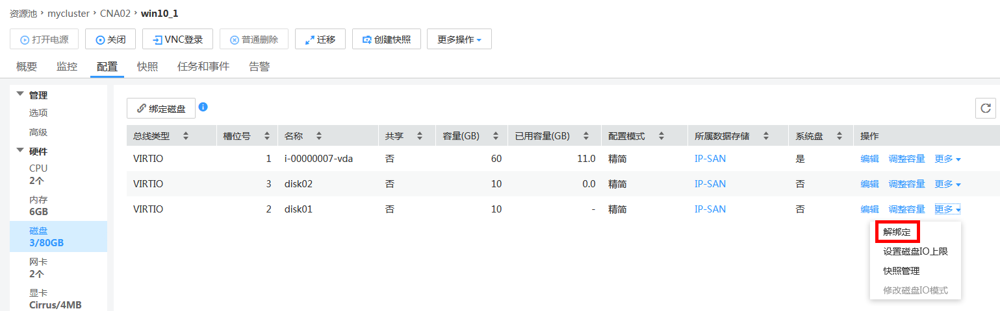 资源池 › mycluster › CNA02 › win10_1
打开电源 关闭 VNC登录 普通删除 迁移 创建快照 更多操作
概要 监控 配置 快照 任务和事件 告警
管理
选项
高级
硬件
CPU
2个
内存
6GB
磁盘
3/80GB
网卡
2个
显卡
Cirrus/4MB
绑定磁盘
总线类型 槽位号 名称 共享 容量(GB) 已用容量(GB) 配置模式 所属数据存储 系统盘 操作
VIRTIO 1 i-00000007-vda 否 60 11.0 精简 IP-SAN 是 编辑 调整容量 更多
VIRTIO 3 disk02 否 10 0.0 精简 IP-SAN 否 编辑 调整容量 更多
VIRTIO 2 disk01 否 10 - 精简 IP-SAN 否 编辑 调整容量 更多
解绑定
设置磁盘IO上限
快照管理
修改磁盘IO模式